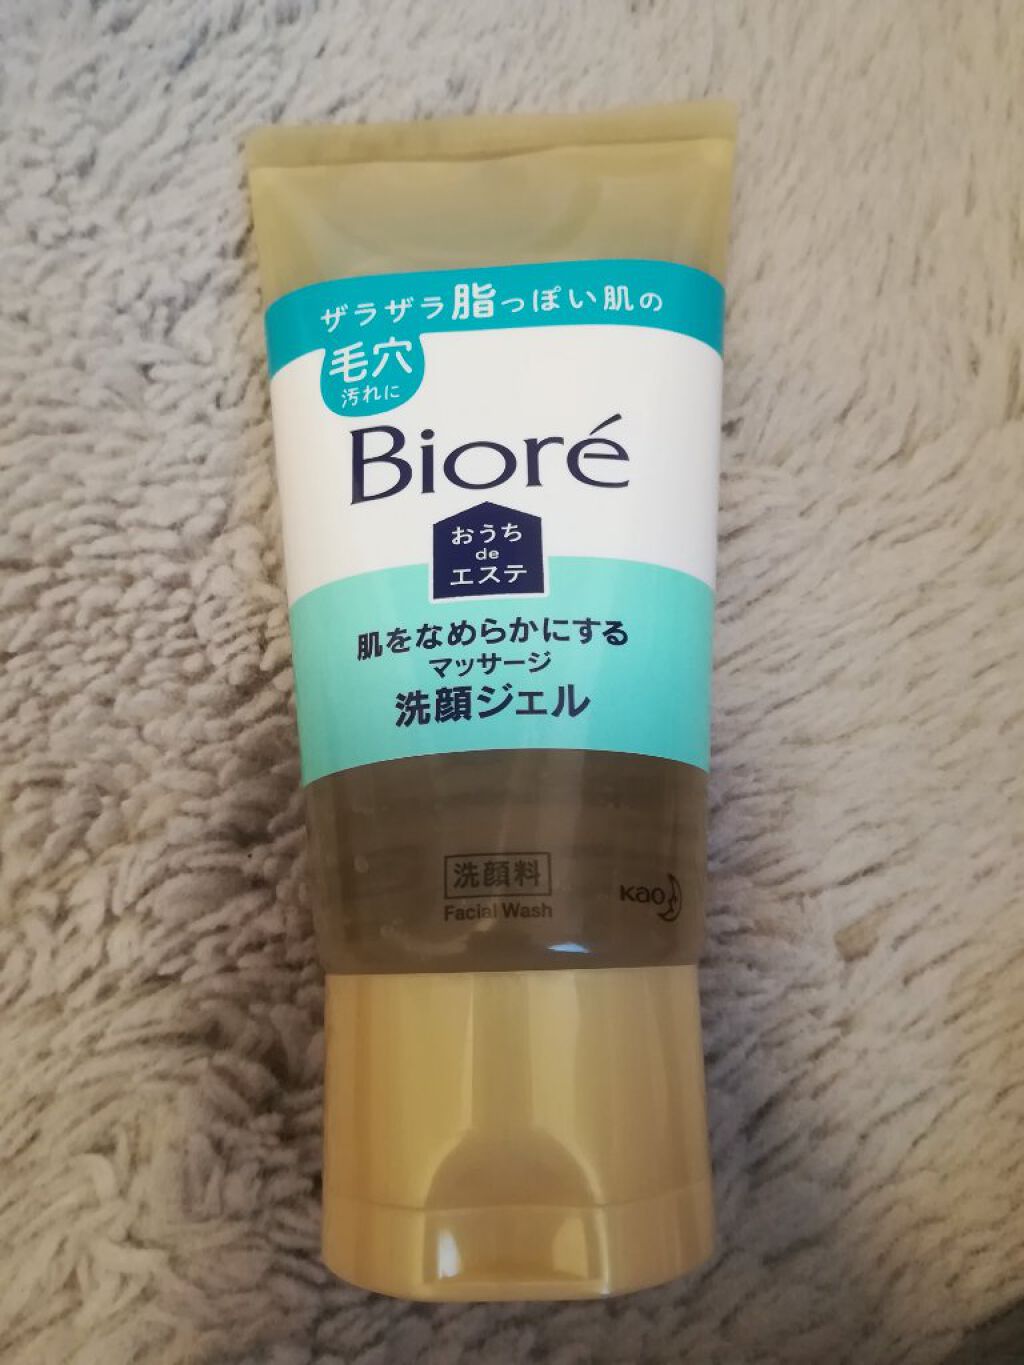 ザラザラ脂っぽい肌の
毛穴
汚れに
Bioré
おうち
de
エステ
肌をなめらかにする
マッサージ
洗顔ジェル
洗顔料
Facial Wash
Kao